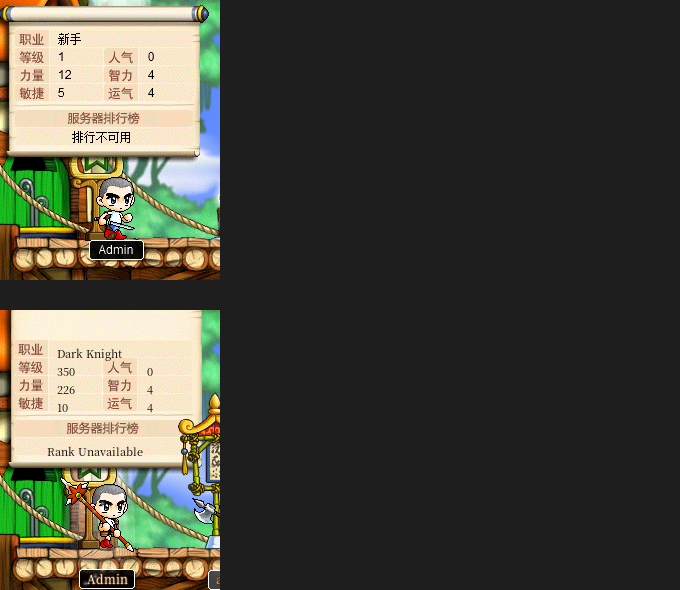 职业 新手
等级 1 人气 0
力量 12 智力 4
敏捷 5 运气 4
服务器排行榜
排行不可用
Admin
职业 Dark Knight
等级 350 人气 0
力量 226 智力 4
敏捷 10 运气 4
服务器排行榜
Rank Unavailable
Admin